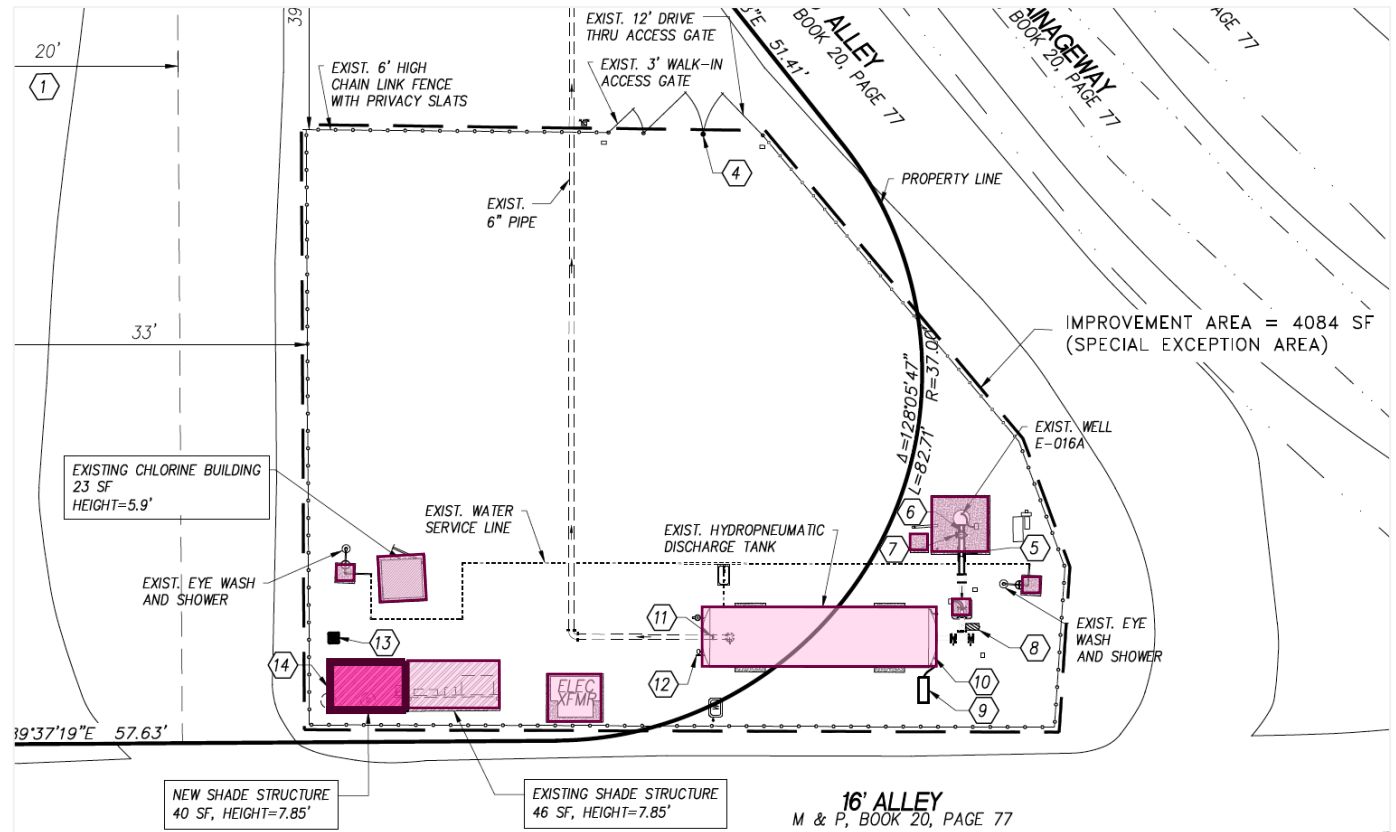 20'
1
39
EXIST. 6' HIGH
CHAIN LINK FENCE
WITH PRIVACY SLATS
EXIST. 12' DRIVE
THRU ACCESS GATE
EXIST. 3' WALK-IN
ACCESS GATE
51.41'
ALLEY
BOOK 20, PAGE 77
AINAGEWAY
BOOK 20, PAGE 77
AGE 77
4
EXIST.
6" PIPE
PROPERTY LINE
33'
IMPROVEMENT AREA = 4084 SF
(SPECIAL EXCEPTION AREA)
Δ=128°05'47"
R=37.00'
L=82.71'
EXIST. WELL
E-016A
EXISTING CHLORINE BUILDING
23 SF
HEIGHT=5.9'
EXIST. WATER
SERVICE LINE
EXIST. HYDROPNEUMATIC
DISCHARGE TANK
6
7
5
EXIST. EYE WASH
AND SHOWER
11
EXIST. EYE
WASH
AND SHOWER
13
8
14
12
10
ELEC
XFMR
9
39°37'19"E 57.63'
NEW SHADE STRUCTURE
40 SF, HEIGHT=7.85'
EXISTING SHADE STRUCTURE
46 SF, HEIGHT=7.85'
16' ALLEY
M & P, BOOK 20, PAGE 77